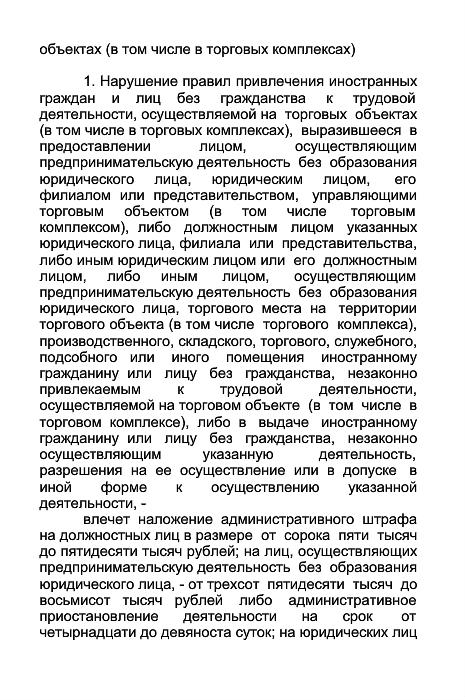 объектах (в том числе в торговых комплексах)
1. Нарушение правил привлечения иностранных
граждан и лиц без гражданства к трудовой
деятельности, осуществляемой на торговых объектах
(в том числе в торговых комплексах), выразившееся в
предоставлении лицом, осуществляющим
предпринимательскую деятельность без образования
юридического лица, юридическим лицом, его
филиалом или представительством, управляющими
торговым объектом (в том числе торговым
комплексом), либо должностным лицом указанных
юридического лица, филиала или представительства,
либо иным юридическим лицом или его должностным
лицом, либо иным лицом, осуществляющим
предпринимательскую деятельность без образования
юридического лица, торгового места на территории
торгового объекта (в том числе торгового комплекса),
производственного, складского, торгового, служебного,
подсобного или иного помещения иностранному
гражданину или лицу без гражданства, незаконно
привлекаемым к трудовой деятельности,
осуществляемой на торговом объекте (в том числе в
торговом комплексе), либо в выдаче иностранному
гражданину или лицу без гражданства, незаконно
осуществляющим указанную деятельность,
разрешения на ее осуществление или в допуске в
иной форме к осуществлению указанной
деятельности, -
влечет наложение административного штрафа
на должностных лиц в размере от сорока пяти тысяч
до пятидесяти тысяч рублей; на лиц, осуществляющих
предпринимательскую деятельность без образования
юридического лица, - от трехсот пятидесяти тысяч до
восьмисот тысяч рублей либо административное
приостановление деятельности на срок от
четырнадцати до девяноста суток; на юридических лиц